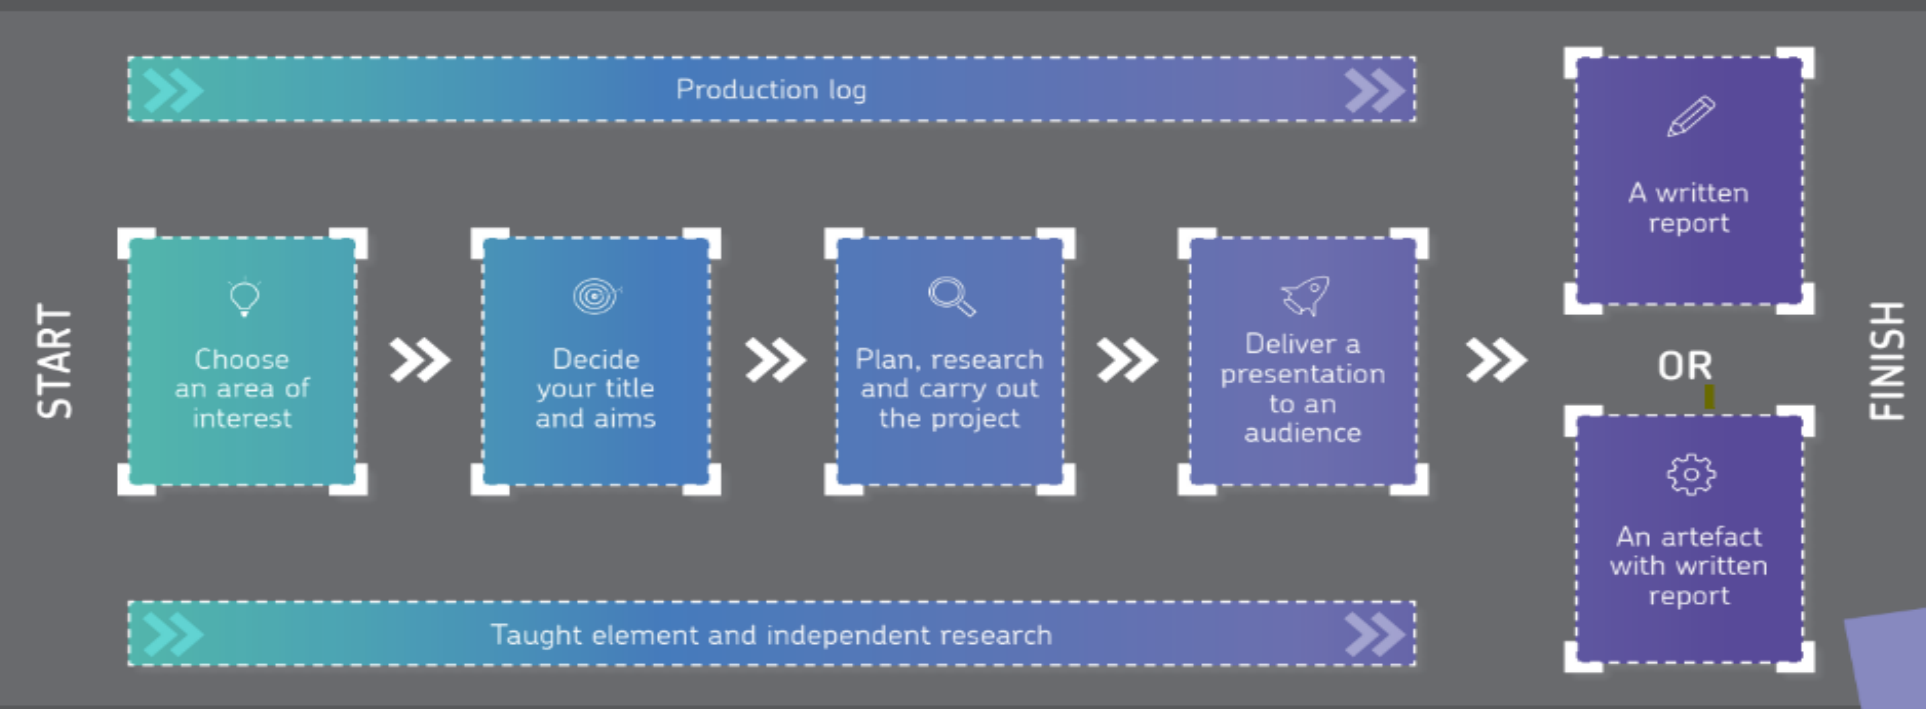 Production log
START
Choose
an area of
interest
Decide
your title
and aims
Plan, research
and carry out
the project
Deliver a
presentation
to an
audience
A written
report
OR
An artefact
with written
report
FINISH
Taught element and independent research